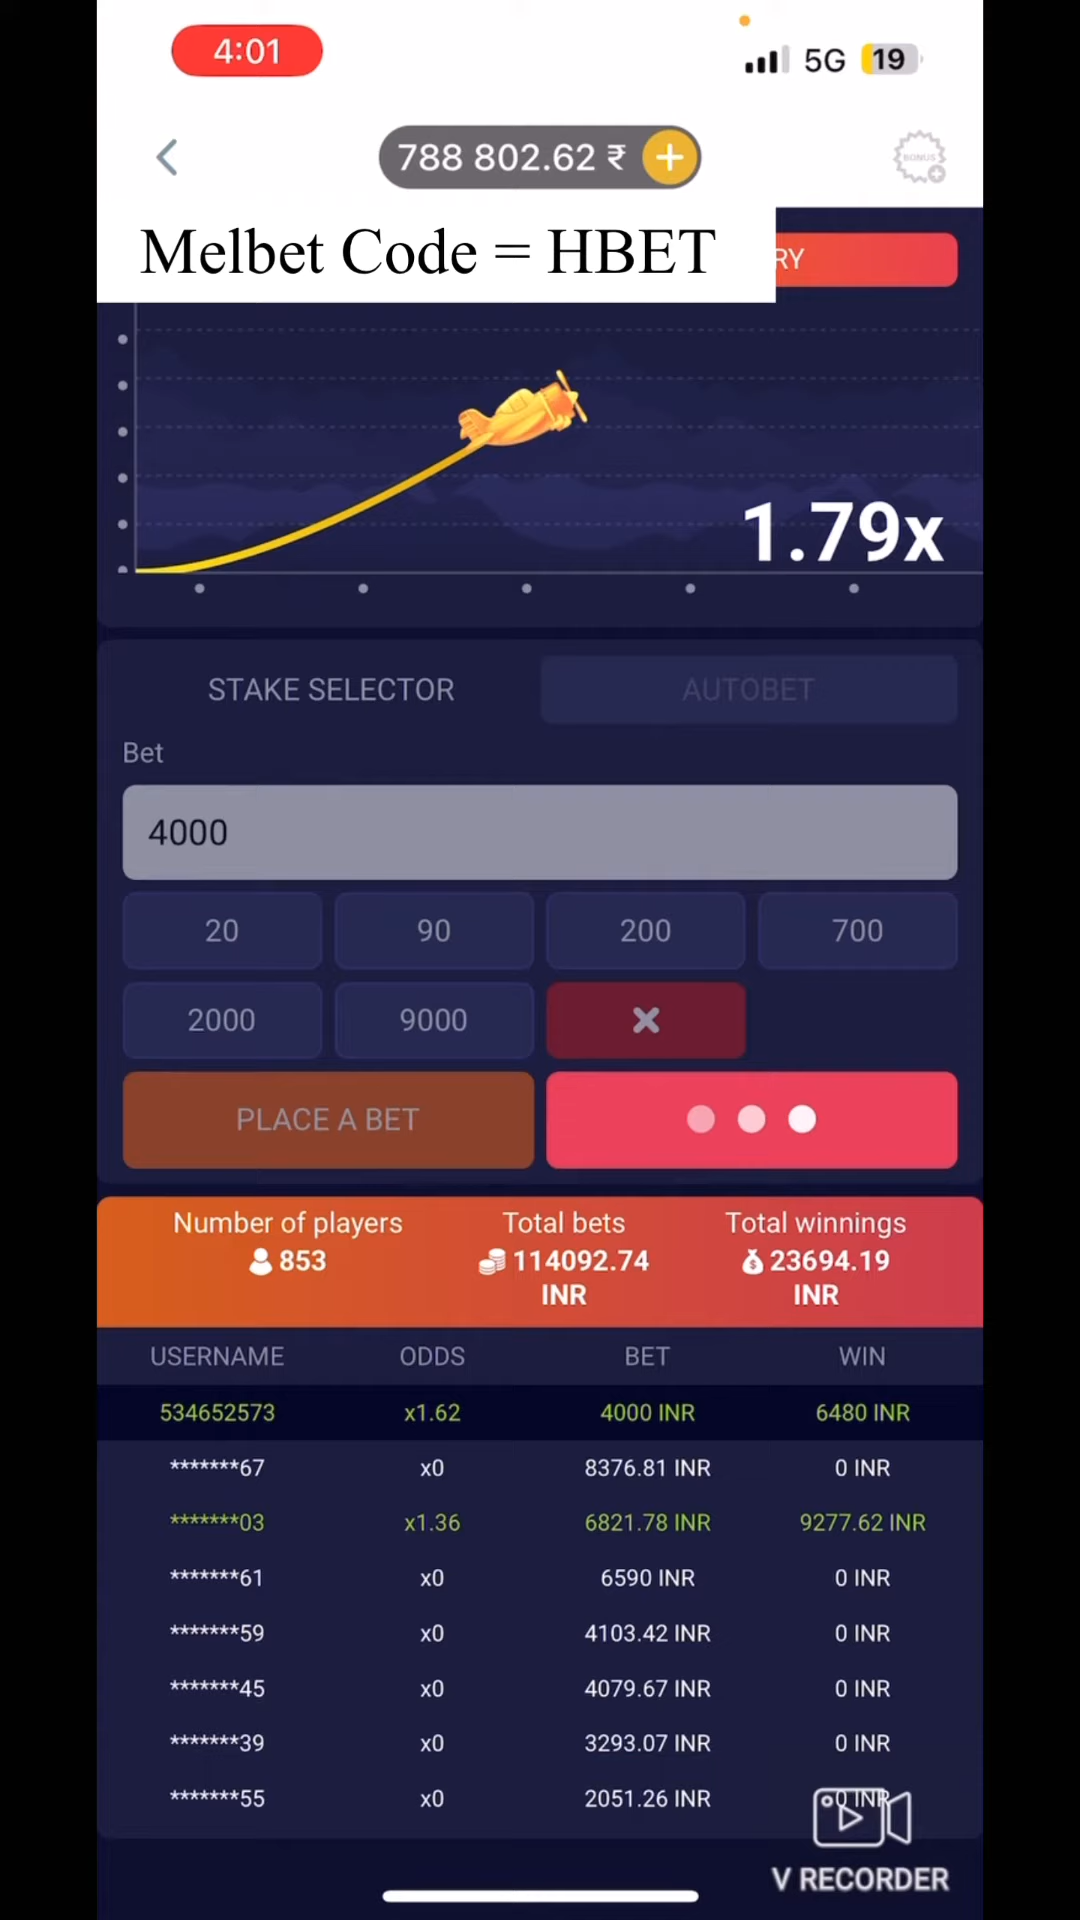 4:01
5G 19
788 802.62 ₹ +
BONUS
Melbet Code = HBET
RY
1.79x
STAKE SELECTOR AUTOBET
Bet
4000
20 90 200 700
2000 9000
PLACE A BET
Number of players Total bets Total winnings
853 114092.74 23694.19
INR INR
USERNAME ODDS BET WIN
534652573 x1.62 4000 INR 6480 INR
*******67 x0 8376.81 INR 0 INR
*******03 x1.36 6821.78 INR 9277.62 INR
*******61 x0 6590 INR 0 INR
*******59 x0 4103.42 INR 0 INR
*******45 x0 4079.67 INR 0 INR
*******39 x0 3293.07 INR 0 INR
*******55 x0 2051.26 INR 0 INR
V RECORDER